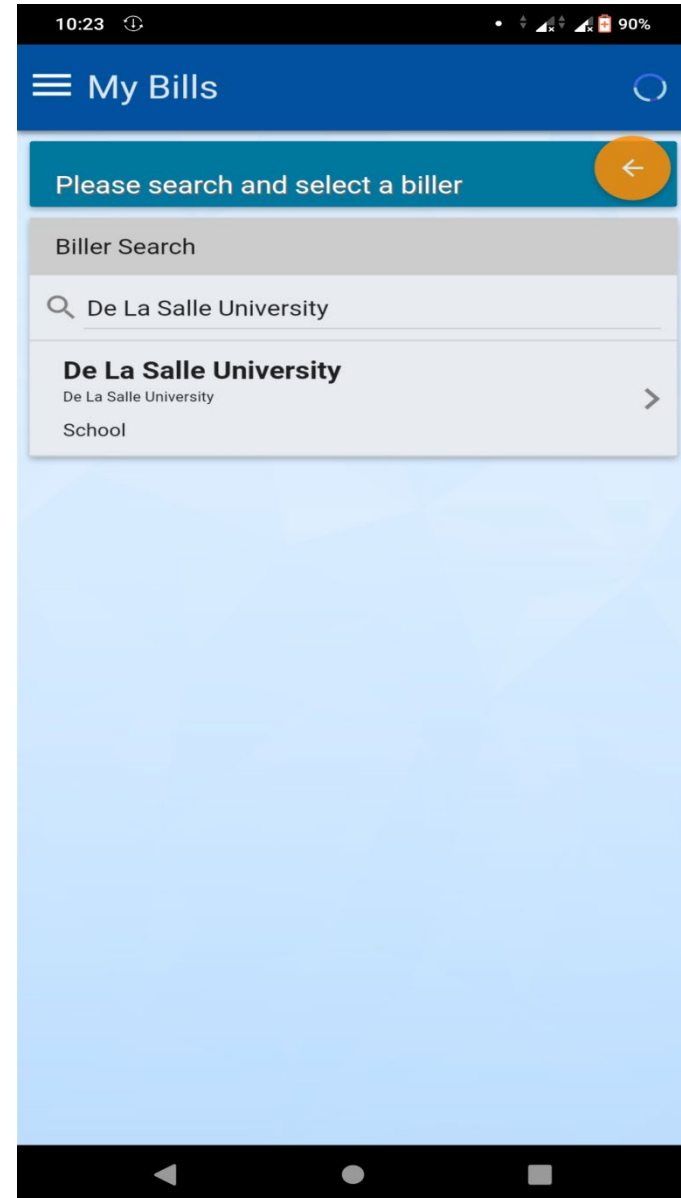 10:23
90%
My Bills
Please search and select a biller
Biller Search
De La Salle University
De La Salle University
De La Salle University
School